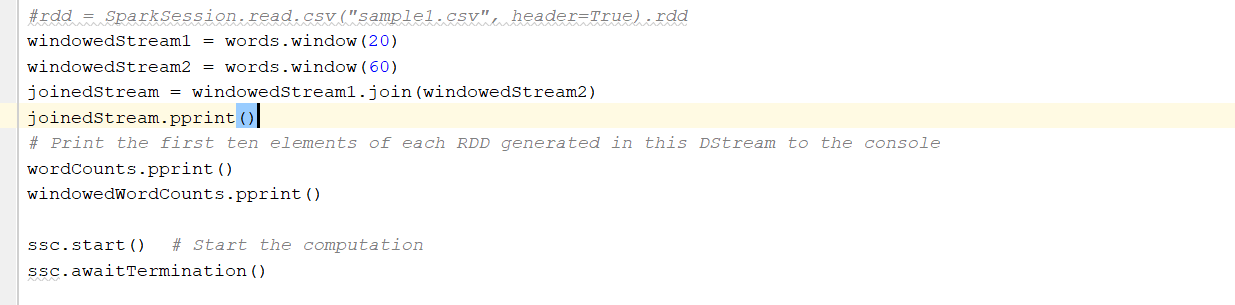 #rdd = SparkSession.read.csv("sample1.csv", header=True).rdd
windowedStream1 = words.window(20)
windowedStream2 = words.window(60)
joinedStream = windowedStream1.join(windowedStream2)
joinedStream.pprint()
# Print the first ten elements of each RDD generated in this DStream to the console
wordCounts.pprint()
windowedWordCounts.pprint()
ssc.start()  # Start the computation
ssc.awaitTermination()